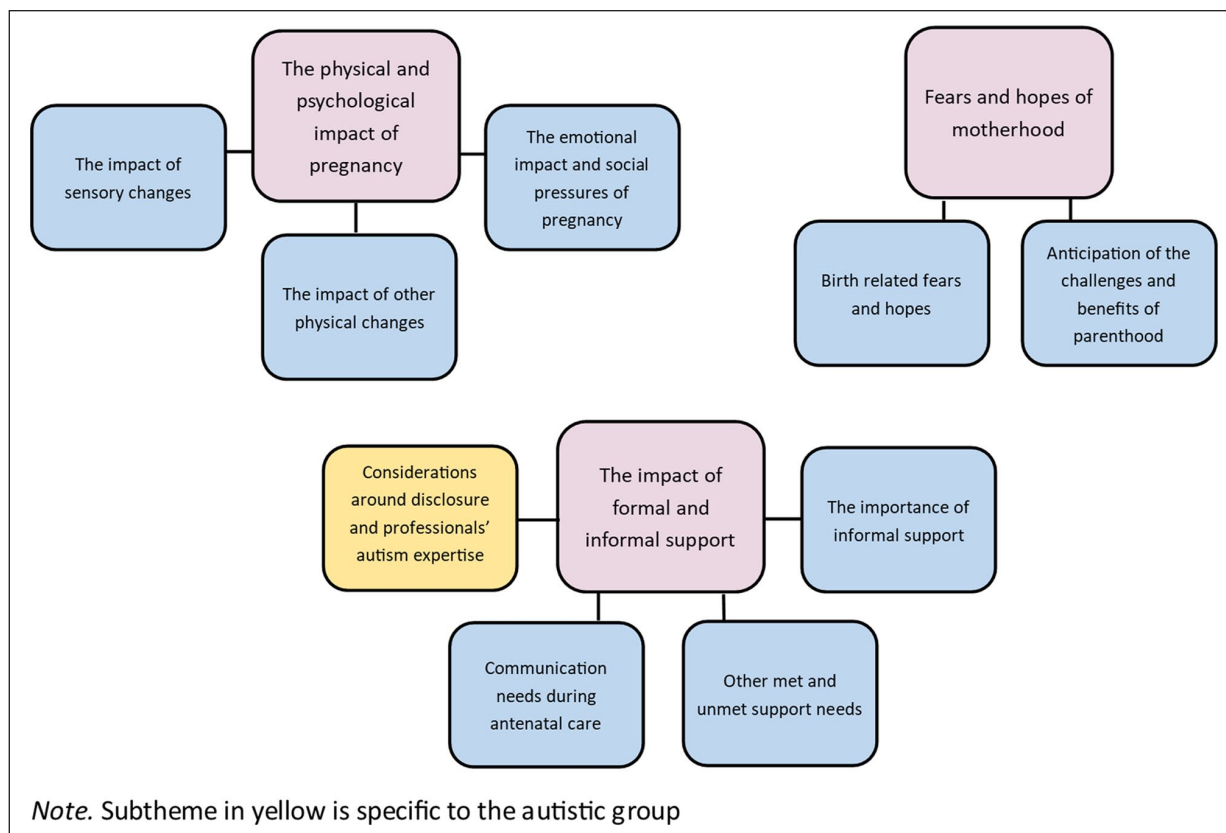 The physical and
psychological
impact of
pregnancy
The impact of
sensory changes
The emotional
impact and social
pressures of
pregnancy
The impact of other
physical changes
Fears and hopes of
motherhood
Birth related fears
and hopes
Anticipation of the
challenges and
benefits of
parenthood
The impact of
formal and
informal support
Considerations
around disclosure
and professionals’
autism expertise
The importance of
informal support
Communication
needs during
antenatal care
Other met and
unmet support needs
Note. Subtheme in yellow is specific to the autistic group